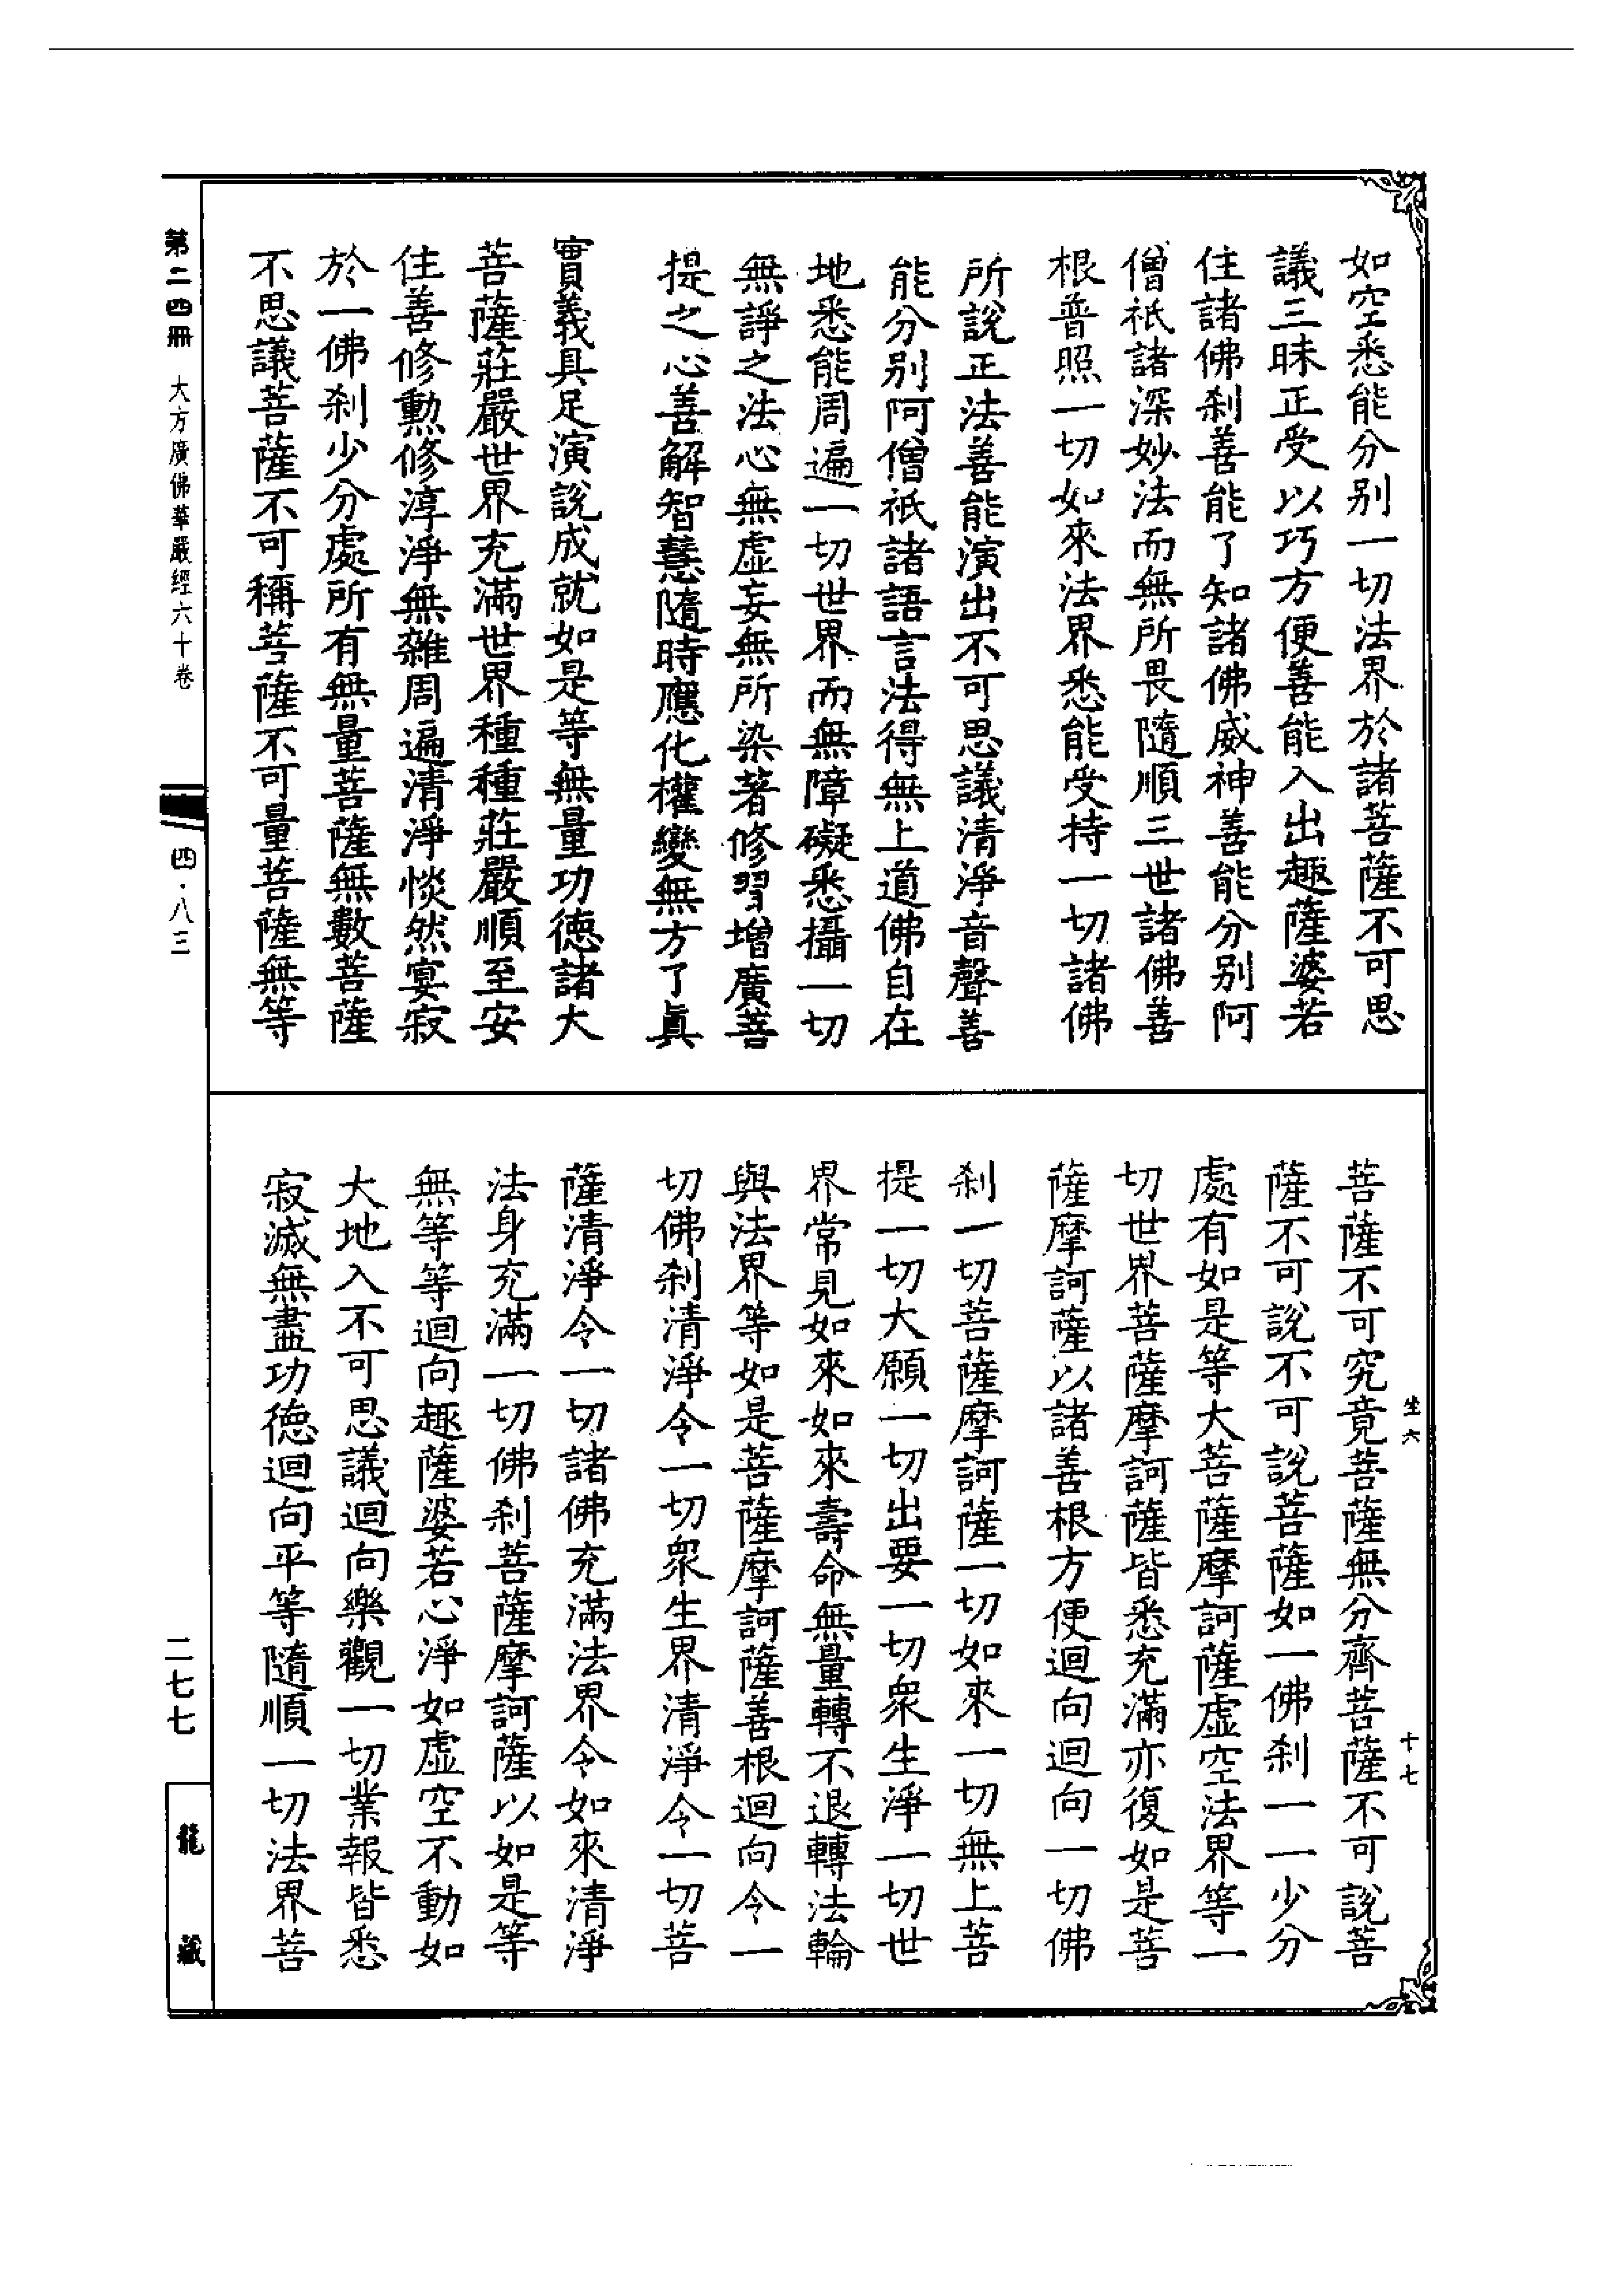 如空悉能分别一切法界於諸菩薩不可思
議三昧正受以巧方便善能入出趣薩婆若
住諸佛刹善能了知諸佛威神善能分别阿
僧祇諸深妙法而無所畏隨順三世諸佛善
根普照一切如來法界悉能受持一切諸佛
所說正法善能演出不可思議清淨音聲善
能分别阿僧祇諸語言法得無上道佛自在
地悉能周遍一切世界而無障礙悉攝一切
無諍之法心無虛妄無所染著修習增廣菩
提之心善解智慧隨時應化權變無方了眞
實義具足演說成就如是等無量功德諸大
菩薩莊嚴世界充滿世界種種莊嚴順至安
住善修勲修淳淨無雜周遍清淨惔然宴寂
於一佛刹少分處所有無量菩薩無數菩薩
不思議菩薩不可稱菩薩不可量菩薩無等
菩薩不可究竟菩薩無分齊菩薩不可說菩
薩不可說不可說菩薩如一佛刹一一少分
處有如是等大菩薩摩訶薩虛空法界等一
切世界菩薩摩訶薩皆悉充滿亦復如是菩
薩摩訶薩以諸善根方便迴向迴向一切佛
刹一切菩薩摩訶薩一切如來一切無上菩
提一切大願一切出要一切衆生淨一切世
界常見如來如來壽命無量轉不退轉法輪
與法界等如是菩薩摩訶薩善根迴向令一
切佛刹清淨令一切衆生界清淨令一切菩
薩清淨令一切諸佛充滿法界令如來清淨
法身充滿一切佛刹菩薩摩訶薩以如是等
無等等迴向趣薩婆若心淨如虛空不動如
大地入不可思議迴向樂觀一切業報皆悉
寂滅無盡功德迴向平等隨順一切法界菩
生六
十七
第二四冊 大方廣佛華嚴經六十卷
四・八三
二七七
龍藏